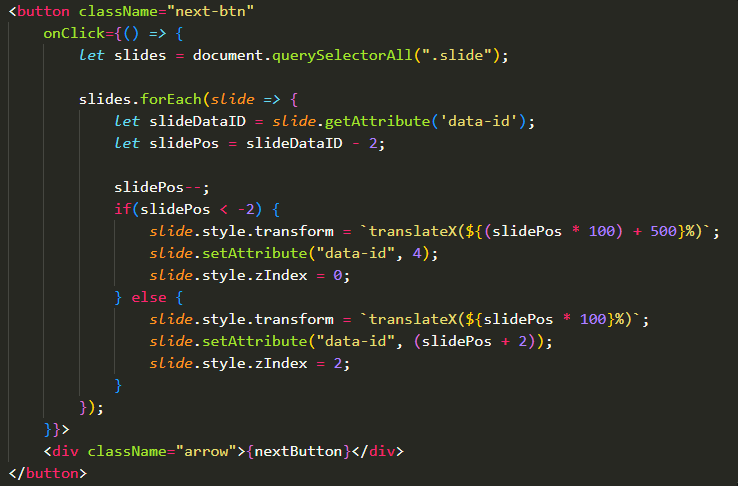 <button className="next-btn"
    onClick={() => {
        let slides = document.querySelectorAll(".slide");

        slides.forEach(slide => {
            let slideDataID = slide.getAttribute('data-id');
            let slidePos = slideDataID - 2;

            slidePos--;
            if(slidePos < -2) {
                slide.style.transform = `translateX(${(slidePos * 100) + 500}%)`;
                slide.setAttribute("data-id", 4);
                slide.style.zIndex = 0;
            } else {
                slide.style.transform = `translateX(${slidePos * 100}%)`;
                slide.setAttribute("data-id", (slidePos + 2));
                slide.style.zIndex = 2;
            }
        });
    }}>
    <div className="arrow">{nextButton}</div>
</button>